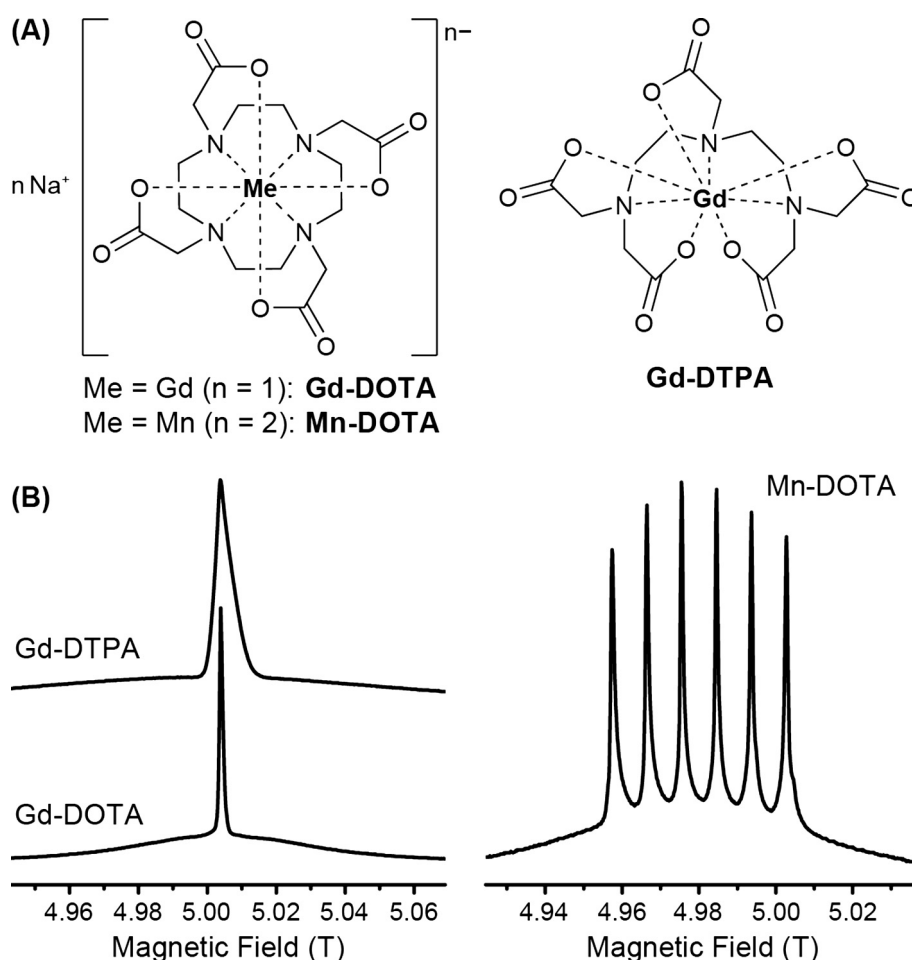 (A)
n–
n Na⁺
O
O
O
O
O
O
O
O
N
N
N
N
Me
Me = Gd (n = 1): Gd-DOTA
Me = Mn (n = 2): Mn-DOTA
O
O
O
O
O
O
O
O
O
O
N
N
N
Gd
Gd-DTPA
(B)
Gd-DTPA
Gd-DOTA
4.96 4.98 5.00 5.02 5.04 5.06
Magnetic Field (T)
Mn-DOTA
4.94 4.96 4.98 5.00 5.02
Magnetic Field (T)